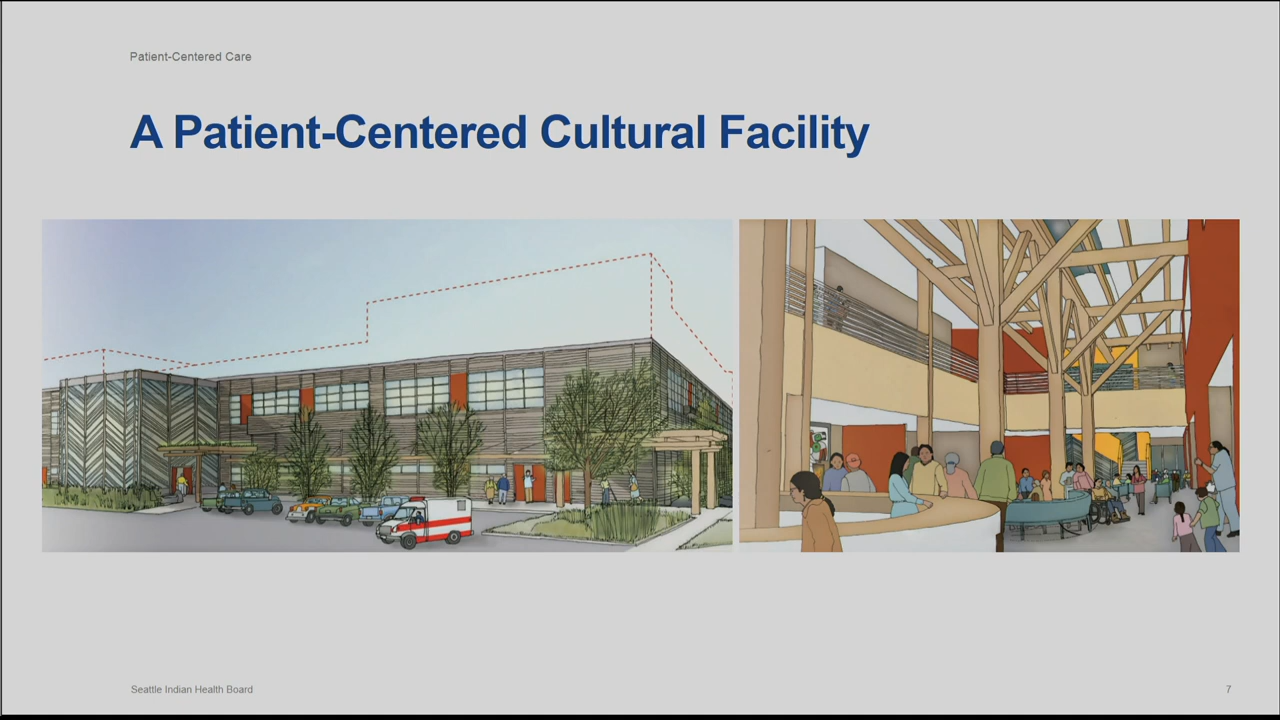 Patient-Centered Care
A Patient-Centered Cultural Facility
Seattle Indian Health Board
7